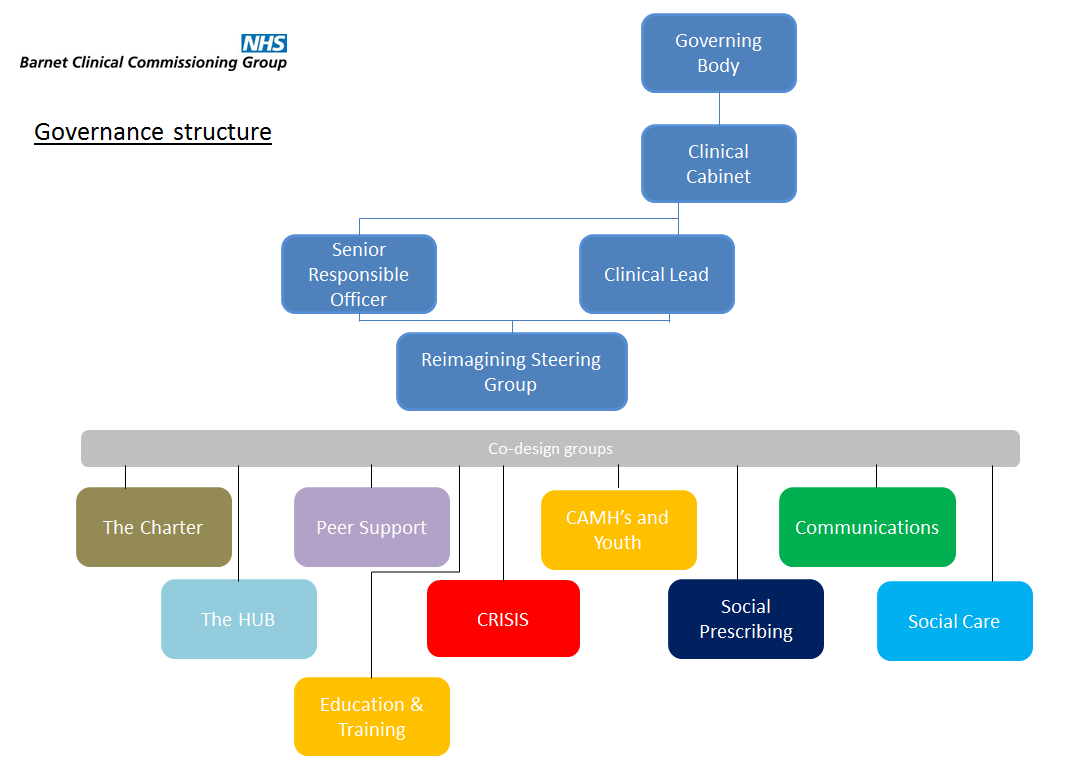 NHS
Barnet Clinical Commissioning Group
Governance structure
Governing
Body
Clinical
Cabinet
Senior
Responsible
Officer
Clinical Lead
Reimagining Steering
Group
Co-design groups
The Charter
Peer Support
CAMH’s and
Youth
Communications
The HUB
CRISIS
Social
Prescribing
Social Care
Education &
Training